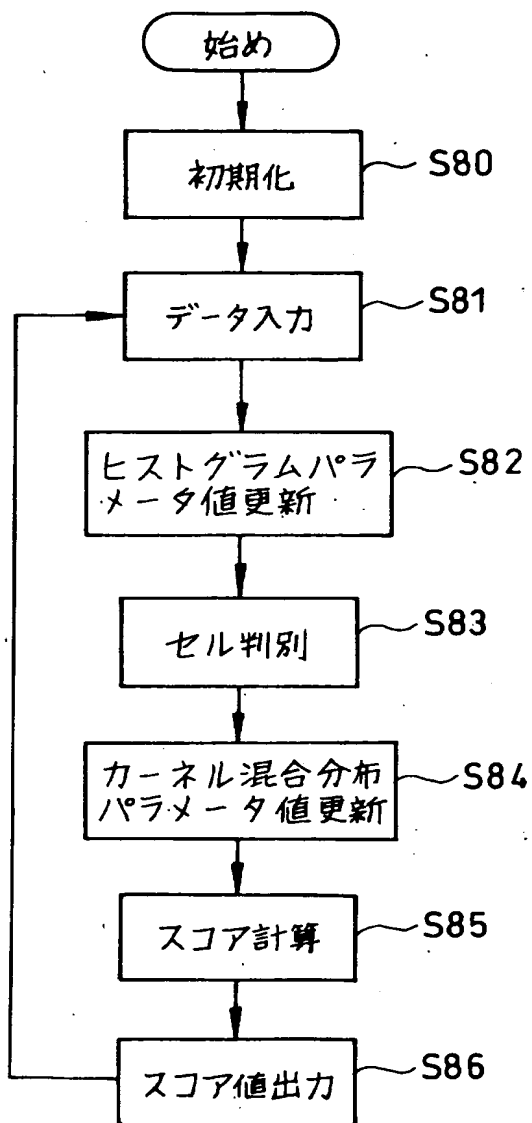 始め
初期化
S80
データ入力
S81
ヒストグラムパラ
メータ値更新
S82
セル判別
S83
カーネル混合分布
パラメータ値更新
S84
スコア計算
S85
スコア値出力
S86